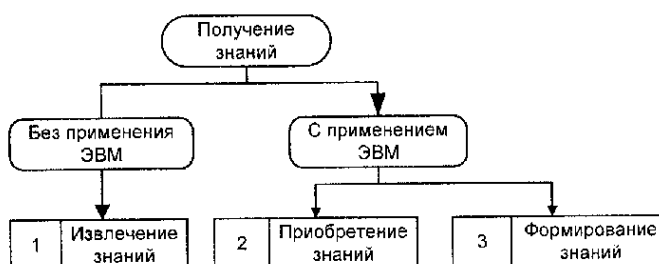 Получение
знаний
Без применения
ЭВМ
С применением
ЭВМ
1
Извлечение
знаний
2
Приобретение
знаний
3
Формирование
знаний